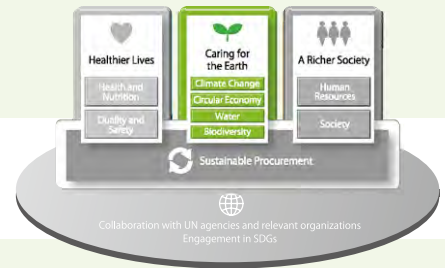 Healthier Lives
Health and
Nutrition
Quality and
Safety
Caring for
the Earth
Climate Change
Circular Economy
Water
Biodiversity
A Richer Society
Human
Resources
Society
Sustainable Procurement
Collaboration with UN agencies and relevant organizations
Engagement in SDGs